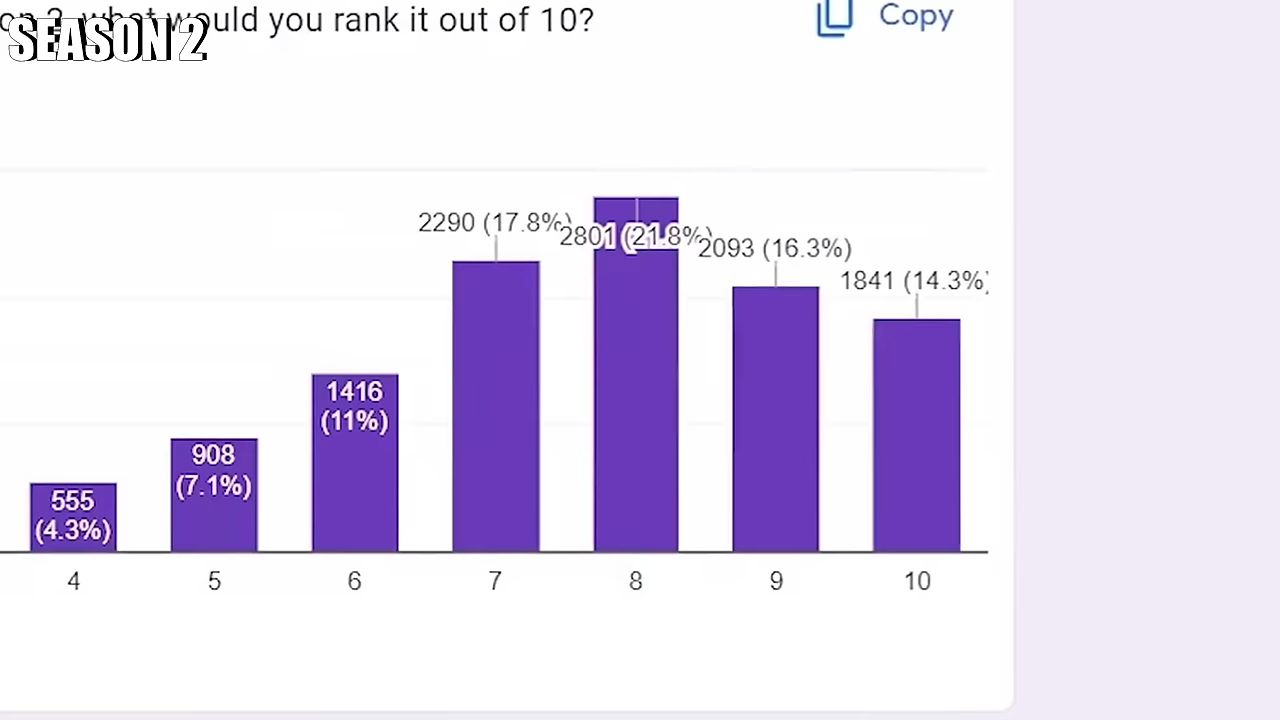 what would you rank it out of 10?
Copy
SEASON 2
2290 (17.8%)
2801 (21.8%)
2093 (16.3%)
1841 (14.3%)
1416
(11%)
908
(7.1%)
555
(4.3%)
4 5 6 7 8 9 10